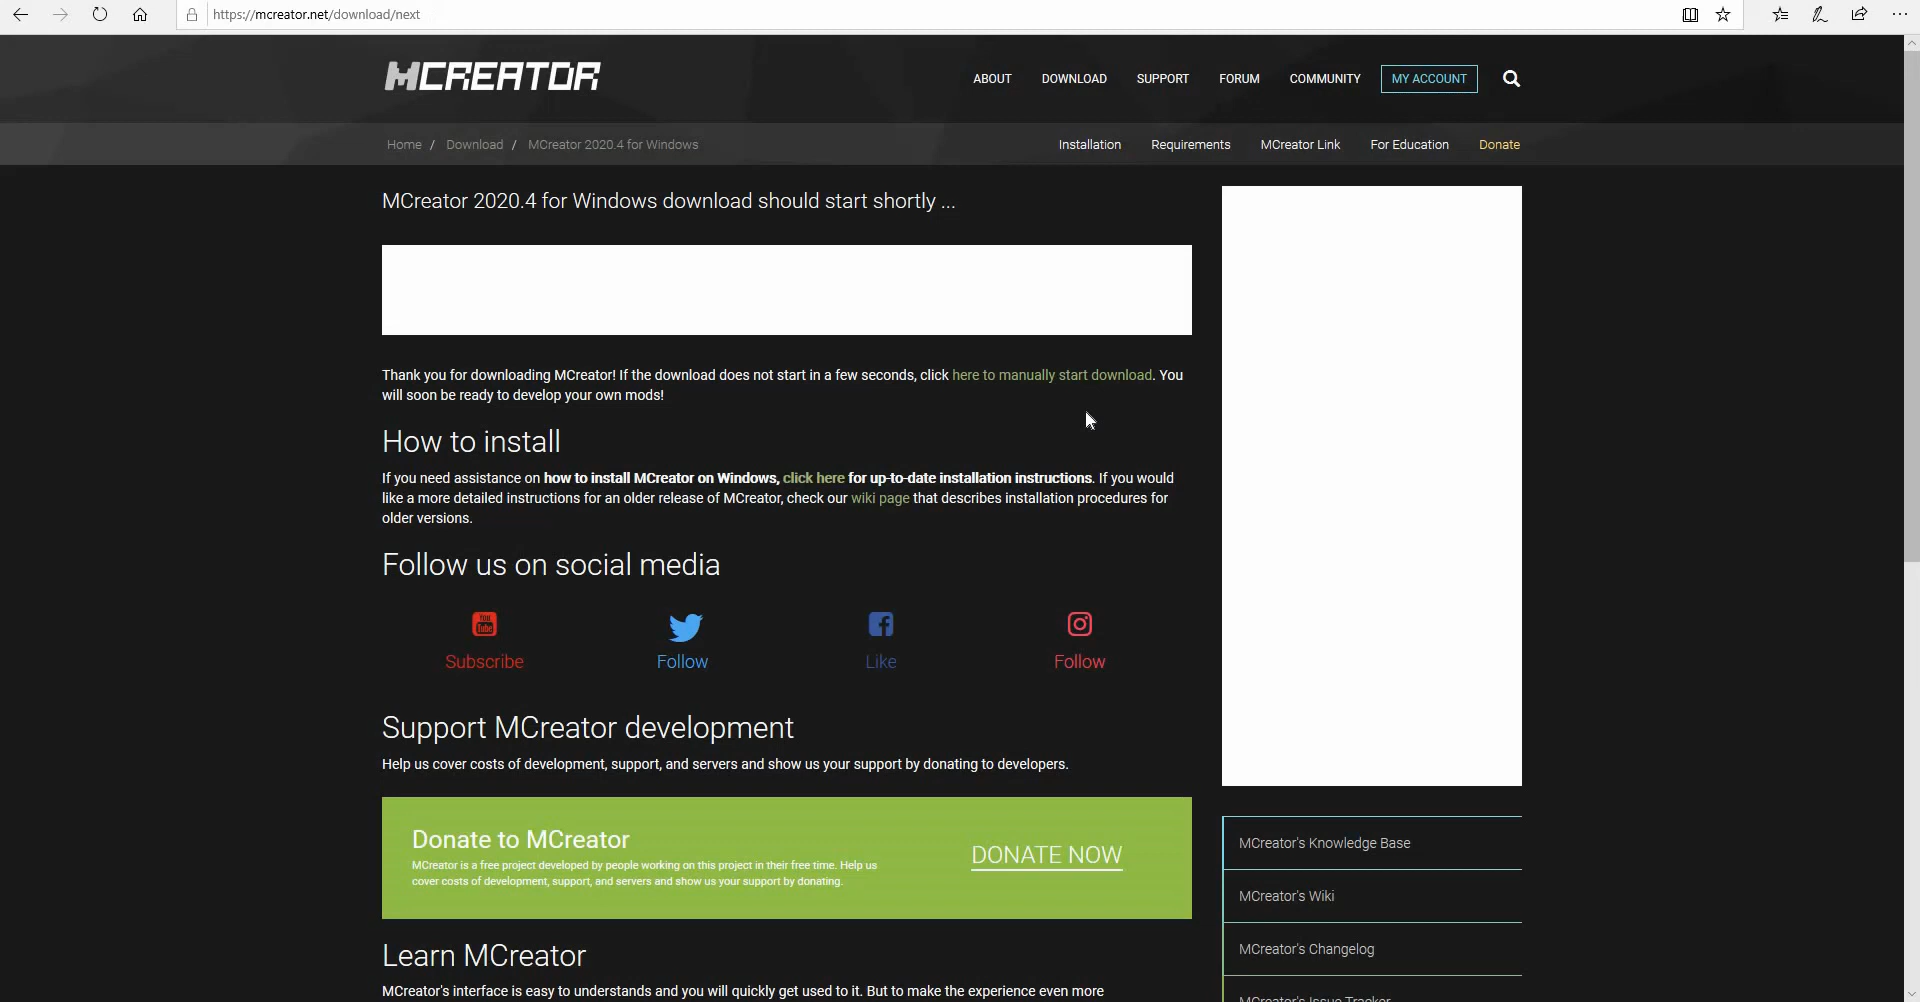 https://mcreator.net/download/next
MCREATOR
ABOUT DOWNLOAD SUPPORT FORUM COMMUNITY MY ACCOUNT
Home / Download / MCreator 2020.4 for Windows
Installation Requirements MCreator Link For Education Donate
MCreator 2020.4 for Windows download should start shortly ...
Thank you for downloading MCreator! If the download does not start in a few seconds, click here to manually start download. You
will soon be ready to develop your own mods!
How to install
If you need assistance on how to install MCreator on Windows, click here for up-to-date installation instructions. If you would
like a more detailed instructions for an older release of MCreator, check our wiki page that describes installation procedures for
older versions.
Follow us on social media
You
Tube
Subscribe Follow Like Follow
Support MCreator development
Help us cover costs of development, support, and servers and show us your support by donating to developers.
Donate to MCreator
MCreator is a free project developed by people working on this project in their free time. Help us
cover costs of development, support, and servers and show us your support by donating.
DONATE NOW
Learn MCreator
MCreator's interface is easy to understands and you will quickly get used to it. But to make the experience even more
MCreator's Knowledge Base
MCreator's Wiki
MCreator's Changelog
MCreator's Issue Tracker